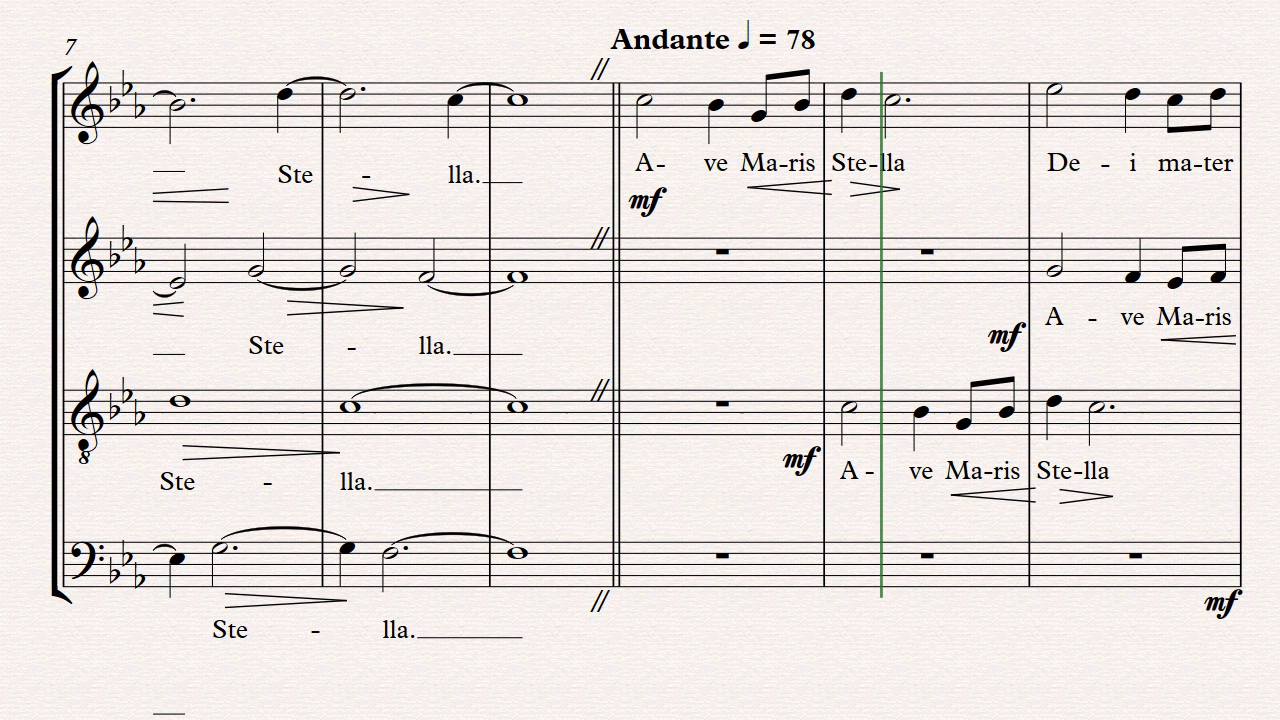 Andante ♩ = 78
7
Ste - lla.
A- ve Ma-ris Ste-lla De - i ma-ter
mf
Ste - lla.
A - ve Ma-ris
mf
8
Ste - lla.
A - ve Ma-ris Ste-lla
mf
Ste - lla.
mf